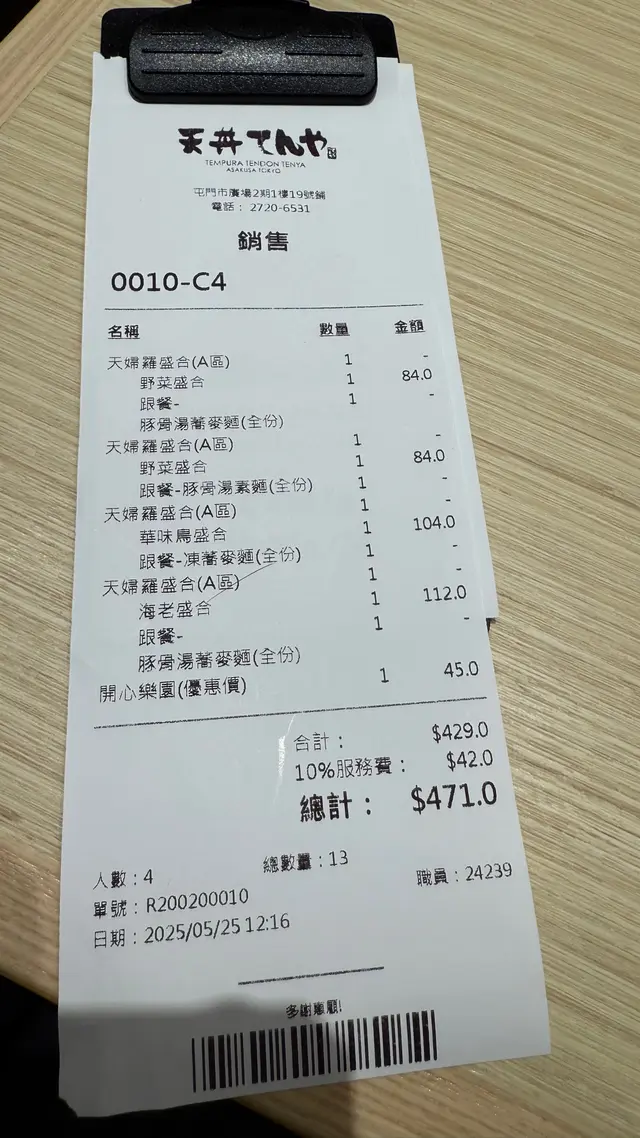 天丼てんや
TEMPURA TENDON TENYA
ASAKUSA TOKYO
屯門市廣場2期1樓19號舖
電話： 2720-6531
銷售
0010-C4
名稱 數量 金額
天婦羅盛合(A區) 1 -
野菜盛合 1 84.0
跟餐- 1 -
豚骨湯蕎麥麵(全份)
天婦羅盛合(A區) 1 -
野菜盛合 1 84.0
跟餐-豚骨湯素麵(全份) 1 -
天婦羅盛合(A區) 1 -
華味鳥盛合 1 104.0
跟餐-凍蕎麥麵(全份) 1 -
天婦羅盛合(A區) 1 -
海老盛合 1 112.0
跟餐- 1 -
豚骨湯蕎麥麵(全份)
開心樂園(優惠價) 1 45.0
合計： $429.0
10%服務費： $42.0
總計： $471.0
人數：4 總數量：13
單號：R200200010 職員：24239
日期：2025/05/25 12:16
多謝惠顧!